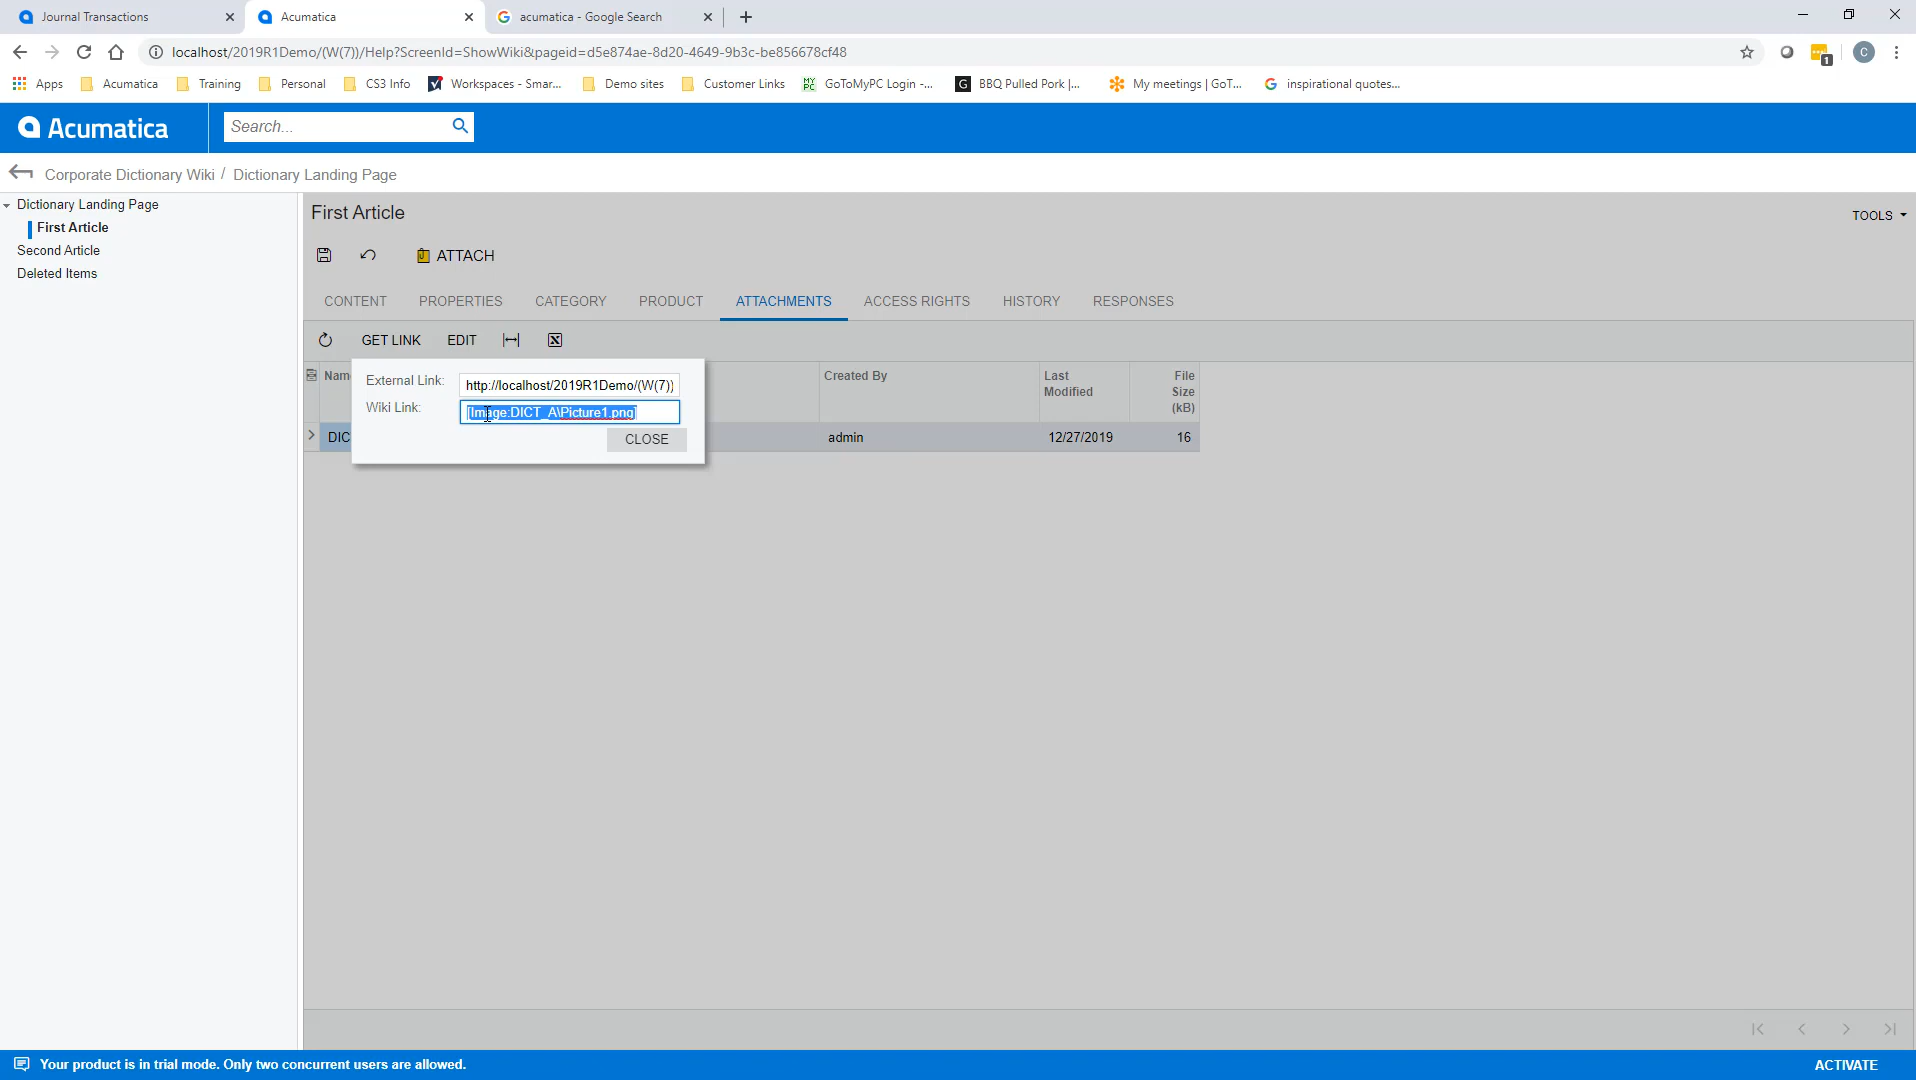 Journal Transactions
Acumatica
acumatica - Google Search
localhost/2019R1Demo/(W(7))/Help?ScreenId=ShowWiki&pageid=d5e874ae-8d20-4649-9b3c-be856678cf48
1
C
Apps
Acumatica
Training
Personal
CS3 Info
Workspaces - Smar...
Demo sites
Customer Links
MY PC
GoToMyPC Login -...
G
BBQ Pulled Pork |...
My meetings | GoT...
inspirational quotes...
Acumatica
Search...
Corporate Dictionary Wiki / Dictionary Landing Page
Dictionary Landing Page
First Article
Second Article
Deleted Items
First Article
TOOLS
ATTACH
CONTENT
PROPERTIES
CATEGORY
PRODUCT
ATTACHMENTS
ACCESS RIGHTS
HISTORY
RESPONSES
GET LINK
EDIT
External Link:
http://localhost/2019R1Demo/(W(7))
Wiki Link:
[Image:DICT_A\Picture1.png]
CLOSE
Nam
Created By
Last
Modified
File
Size
(kB)
DIC
admin
12/27/2019
16
Your product is in trial mode. Only two concurrent users are allowed.
ACTIVATE